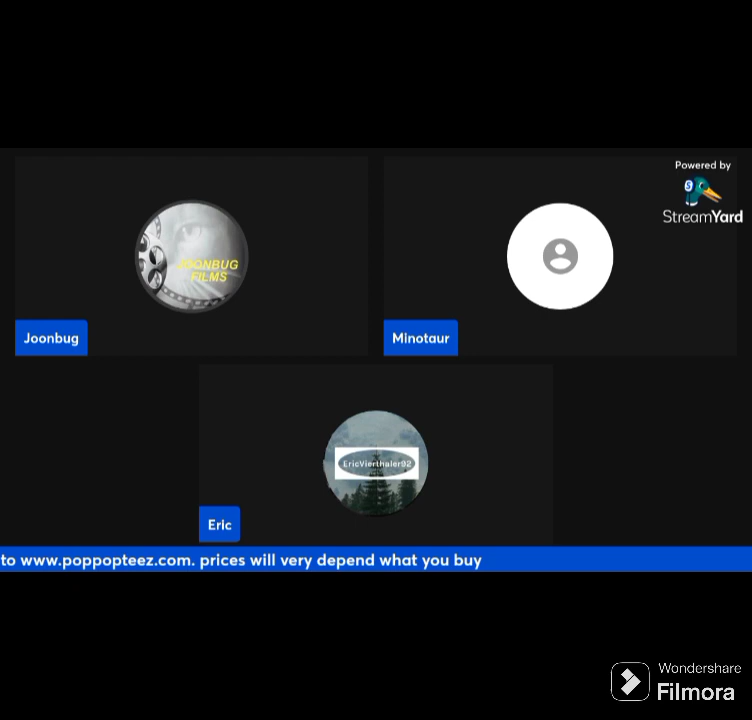 Powered by
StreamYard
JOONBUG
FILMS
Joonbug
Minotaur
EricVierthaler92
Eric
to www.poppopteez.com. prices will very depend what you buy
Wondershare
Filmora